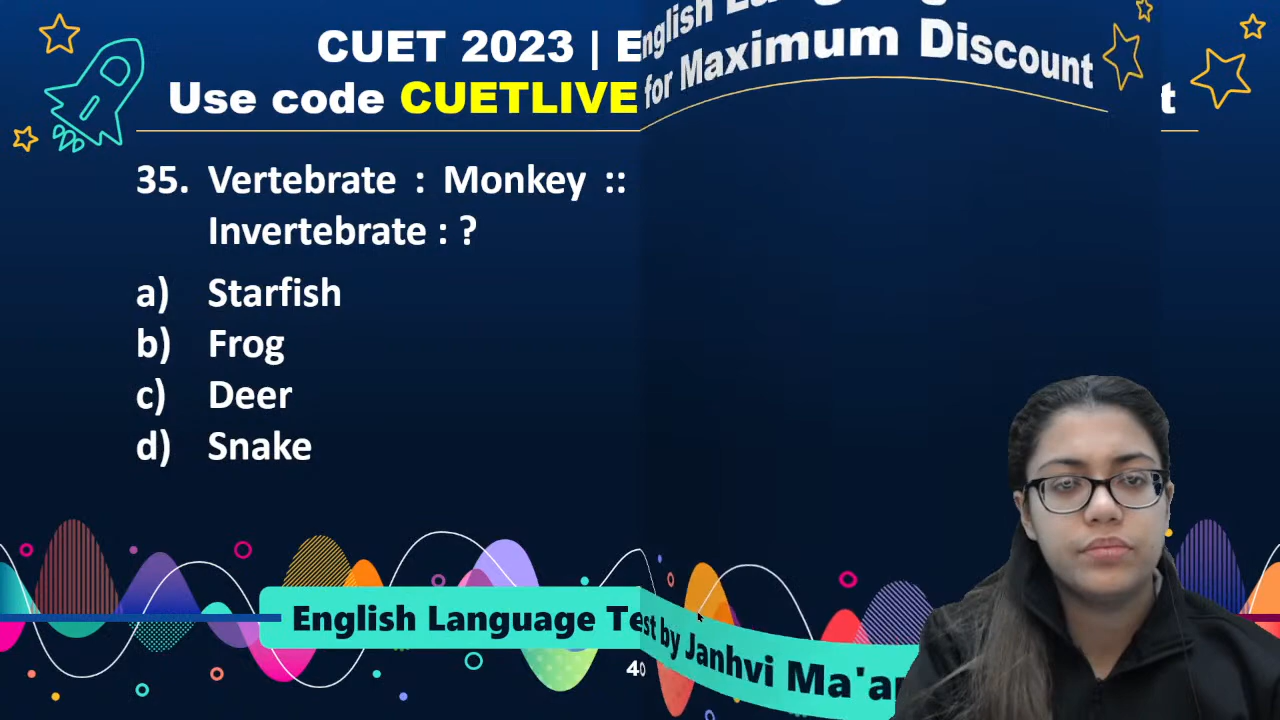 CUET 2023 | E
nglish
Use code CUETLIVE for Maximum Discount
t
35. Vertebrate : Monkey ::
Invertebrate : ?
a) Starfish
b) Frog
c) Deer
d) Snake
English Language Test by Janhvi Ma'a
40